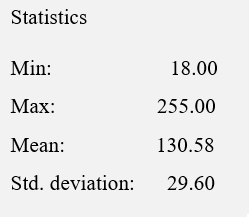 Statistics
Min: 18.00
Max: 255.00
Mean: 130.58
Std. deviation: 29.60